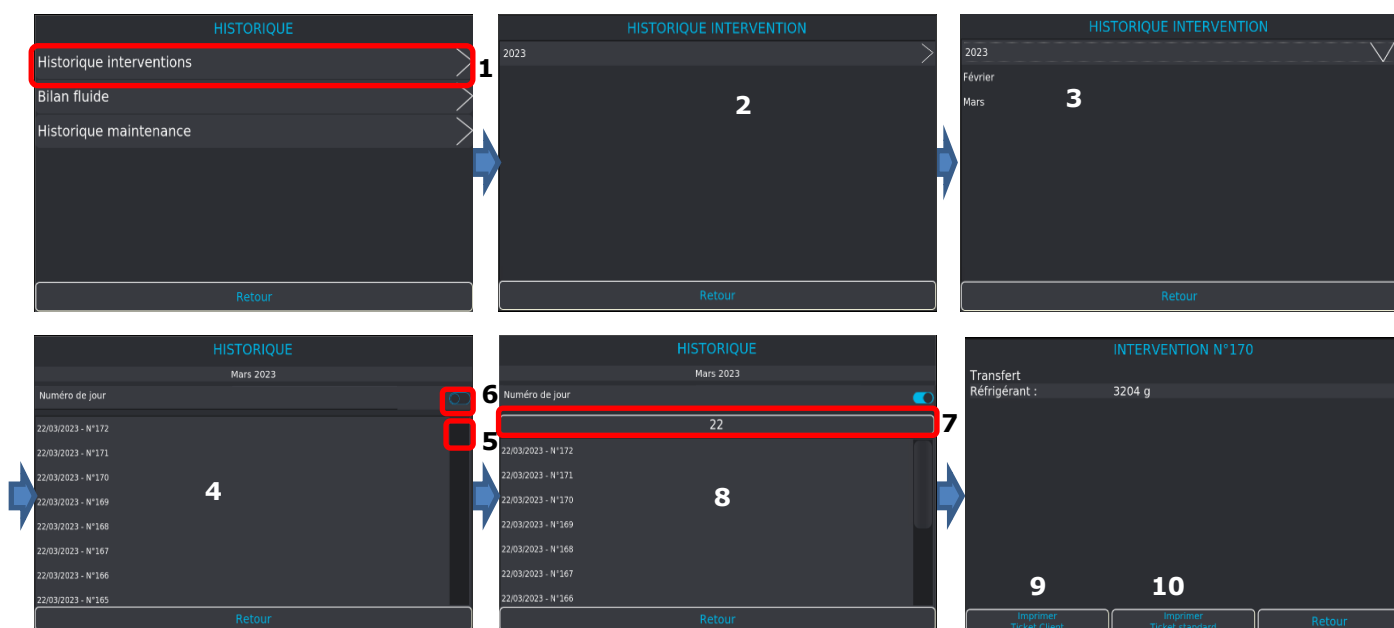 HISTORIQUE
Historique interventions
1
Bilan fluide
Historique maintenance
Retour
HISTORIQUE INTERVENTION
2023
2
Retour
HISTORIQUE INTERVENTION
2023
Février
Mars
3
Retour
HISTORIQUE
Mars 2023
Numéro de jour
6
22/03/2023 - N°172
5
22/03/2023 - N°171
22/03/2023 - N°170
22/03/2023 - N°169
4
22/03/2023 - N°168
22/03/2023 - N°167
22/03/2023 - N°166
22/03/2023 - N°165
Retour
HISTORIQUE
Mars 2023
Numéro de jour
22
7
22/03/2023 - N°172
22/03/2023 - N°171
22/03/2023 - N°170
8
22/03/2023 - N°169
22/03/2023 - N°168
22/03/2023 - N°167
22/03/2023 - N°166
Retour
INTERVENTION N°170
Transfert
Réfrigérant : 3204 g
9
10
Imprimer
Ticket Client
Imprimer
Ticket standard
Retour